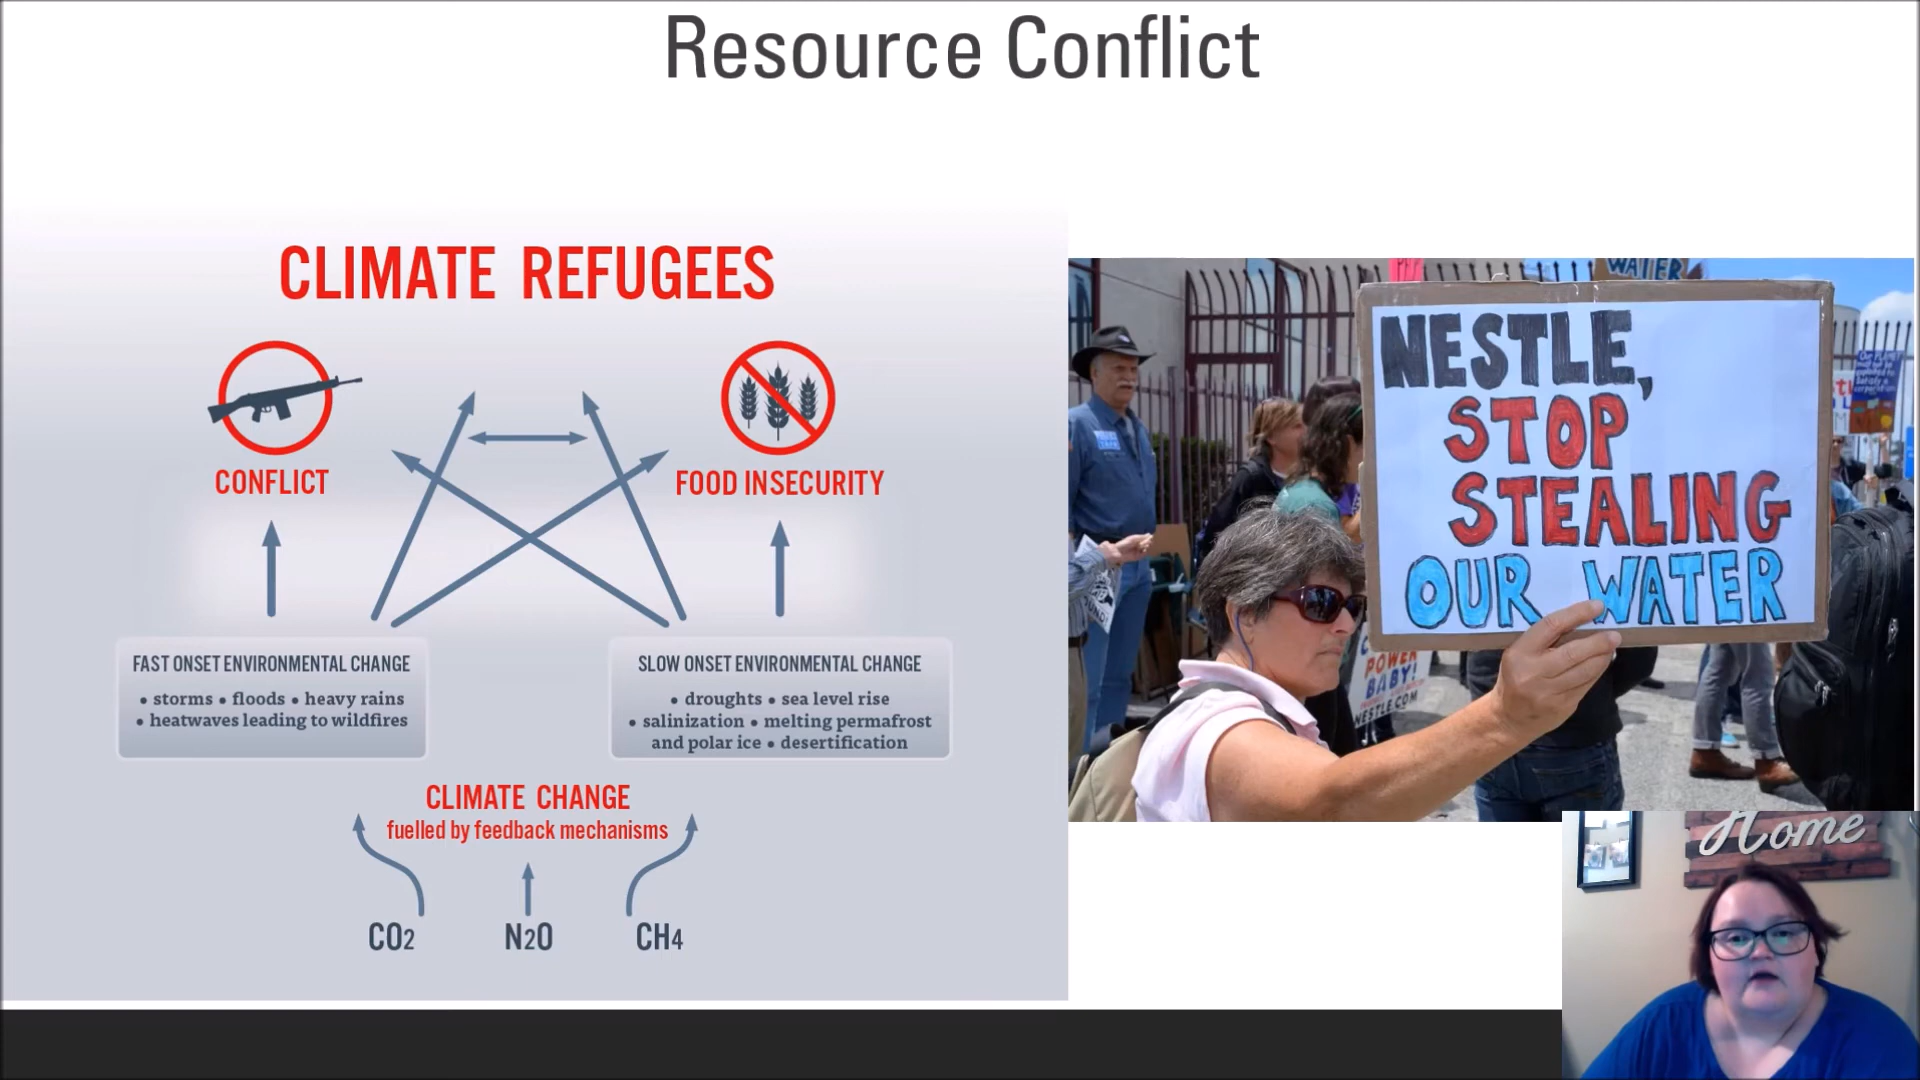 Resource Conflict
CLIMATE REFUGEES
CONFLICT
FOOD INSECURITY
FAST ONSET ENVIRONMENTAL CHANGE
• storms • floods • heavy rains
• heatwaves leading to wildfires
SLOW ONSET ENVIRONMENTAL CHANGE
• droughts • sea level rise
• salinization • melting permafrost
and polar ice • desertification
CLIMATE CHANGE
fuelled by feedback mechanisms
CO2
N2O
CH4
WATER
NESTLE,
STOP
STEALING
OUR WATER
POWER
BABY!
NESTLE.COM
Home